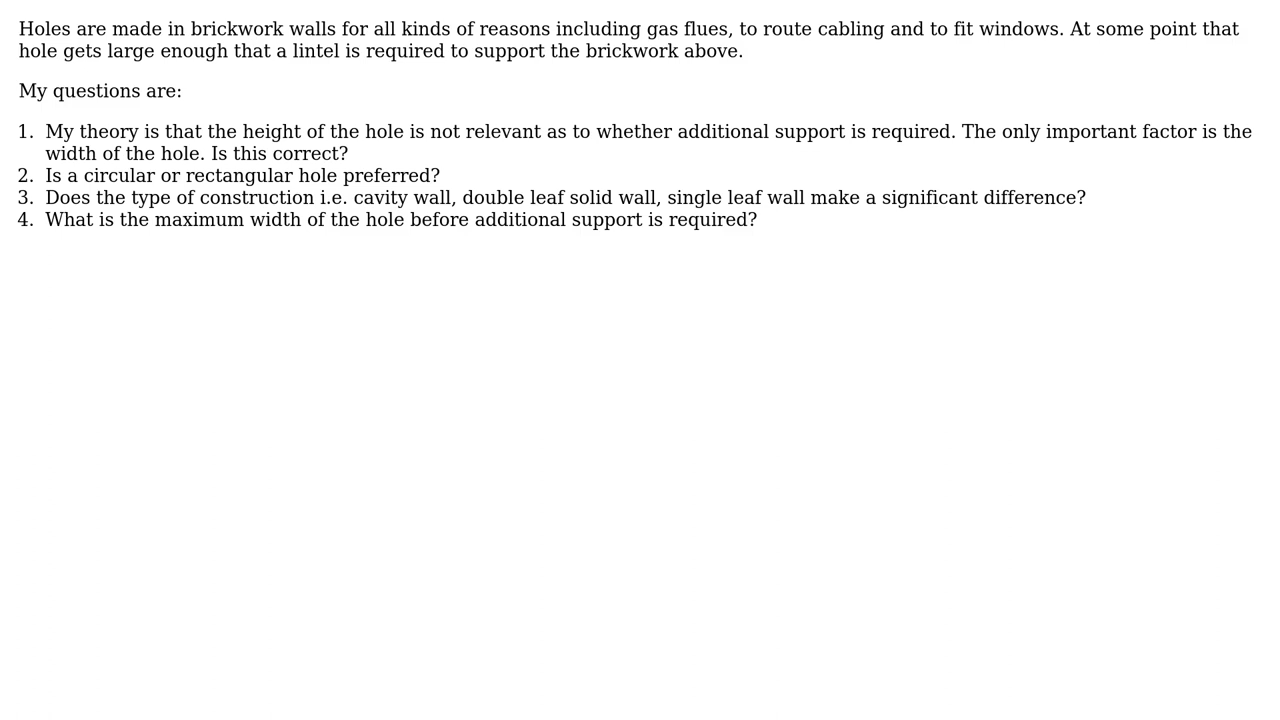 Holes are made in brickwork walls for all kinds of reasons including gas flues, to route cabling and to fit windows. At some point that
hole gets large enough that a lintel is required to support the brickwork above.
My questions are:
1. My theory is that the height of the hole is not relevant as to whether additional support is required. The only important factor is the
width of the hole. Is this correct?
2. Is a circular or rectangular hole preferred?
3. Does the type of construction i.e. cavity wall, double leaf solid wall, single leaf wall make a significant difference?
4. What is the maximum width of the hole before additional support is required?